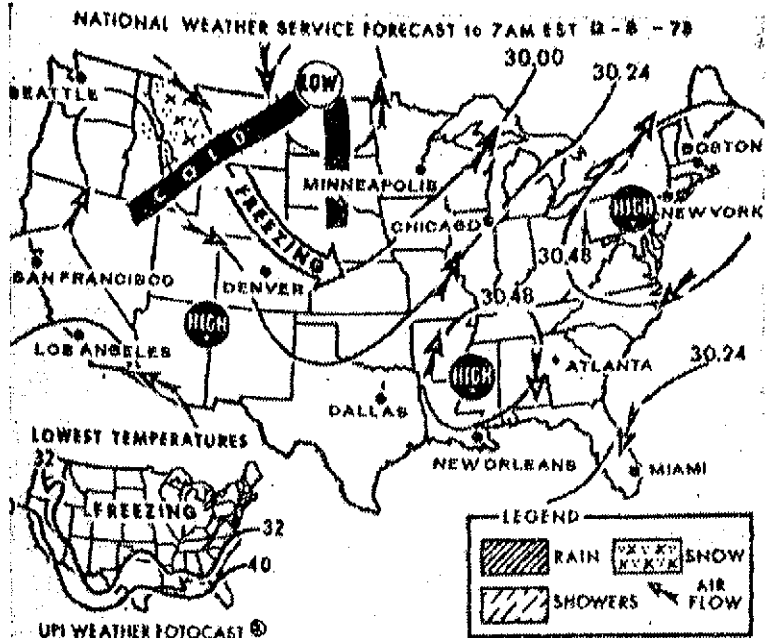 NATIONAL WEATHER SERVICE FORECAST to 7AM EST 12 - 8 - 73
30.00
30.24
SEATTLE
LOW
COLD
BOSTON
MINNEAPOLIS
FREEZING
CHICAGO
HIGH
NEW YORK
30.48
SAN FRANCISCO
DENVER
30.48
HIGH
LOS ANGELES
HIGH
ATLANTA
30.24
DALLAS
LOWEST TEMPERATURES
32
NEW ORLEANS
MIAMI
FREEZING
32
40
LEGEND
RAIN
SNOW
SHOWERS
AIR
FLOW
UPI WEATHER FOTOCAST ®